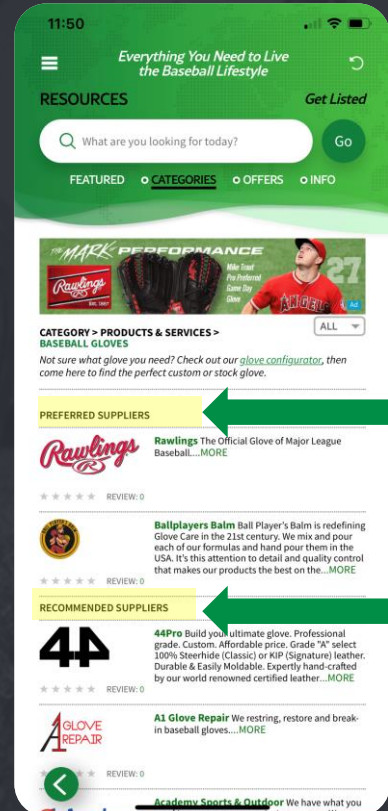 11:50
Everything You Need to Live
the Baseball Lifestyle
RESOURCES
Get Listed
What are you looking for today?
Go
FEATURED CATEGORIES OFFERS INFO
THE MARK OF PERFORMANCE
Rawlings
EST. 1887
Mike Trout
Pro Preferred
Game Day
Glove
ANGELS
27
Ad
CATEGORY > PRODUCTS & SERVICES >
BASEBALL GLOVES
ALL
Not sure what glove you need? Check out our glove configurator, then
come here to find the perfect custom or stock glove.
PREFERRED SUPPLIERS
Rawlings
Rawlings The Official Glove of Major League
Baseball....MORE
REVIEW: 0
Ballplayers Balm Ball Player's Balm is redefining
Glove Care in the 21st century. We mix and pour
each of our formulas and hand pour them in the
USA. It's this attention to detail and quality control
that makes our products the best on the...MORE
REVIEW: 0
RECOMMENDED SUPPLIERS
44
44Pro Build your ultimate glove. Professional
grade. Custom. Affordable price. Grade "A" select
100% Steerhide (Classic) or KIP (Signature) leather.
Durable & Easily Moldable. Expertly hand-crafted
by our world renowned certified leather...MORE
REVIEW: 0
A1 GLOVE
REPAIR
A1 Glove Repair We restring, restore and break-
in baseball gloves....MORE
REVIEW: 0
Academy Sports & Outdoor We have what you